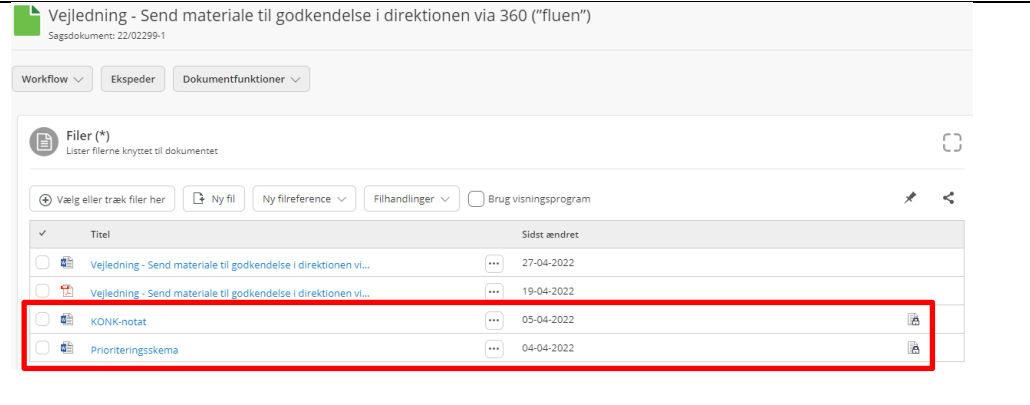 Vejledning - Send materiale til godkendelse i direktionen via 360 ("fluen")
Sagsdokument: 22/02299-1
Workflow
Ekspeder
Dokumentfunktioner
Filer (*)
Lister filerne knyttet til dokumentet
Vælg eller træk filer her
Ny fil
Ny filreference
Filhandlinger
Brug visningsprogram
Titel Sidst ændret
Vejledning - Send materiale til godkendelse i direktionen vi... 27-04-2022
Vejledning - Send materiale til godkendelse i direktionen vi... 19-04-2022
KONK-notat 05-04-2022
Prioriteringsskema 04-04-2022